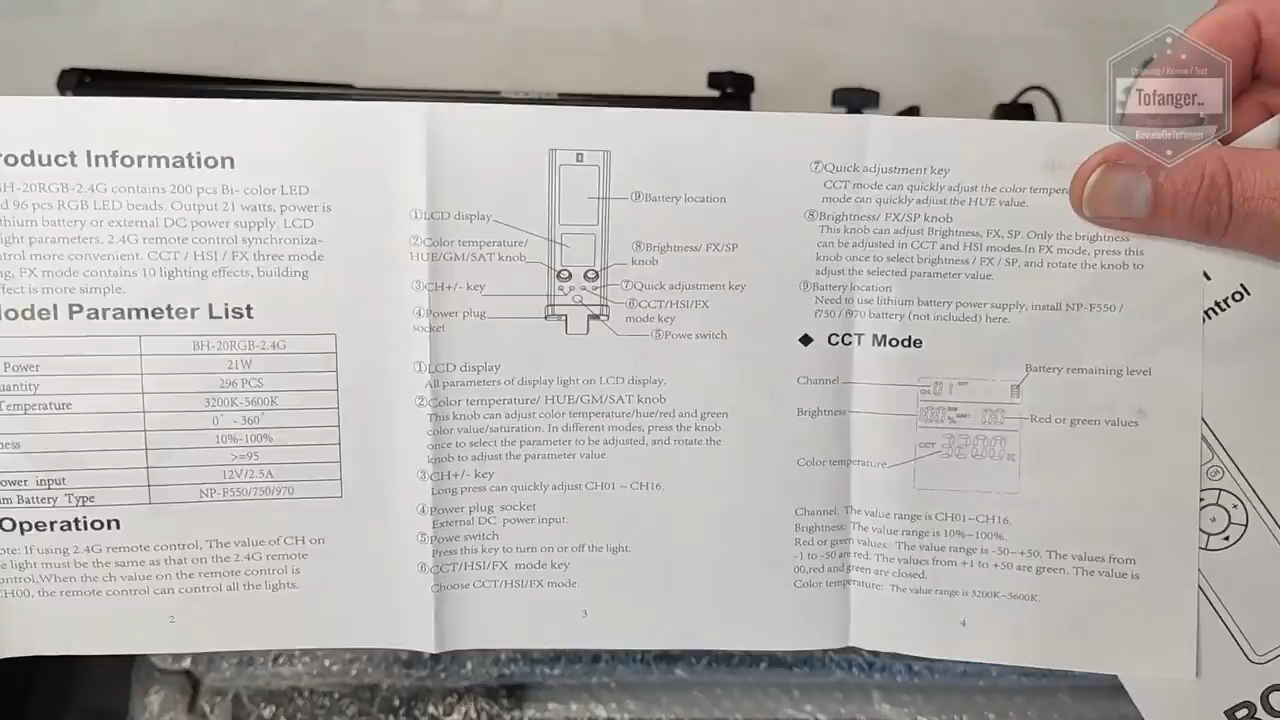 roduct Information
BH-20RGB-2.4G contains 200 pcs Bi- color LED
d 96 pcs RGB LED beads. Output 21 watts, power is
thium battery or external DC power supply. LCD
ight parameters. 2.4G remote control synchroniza-
ntrol more convenient. CCT / HSI / FX three mode
ng, FX mode contains 10 lighting effects, building
ffect is more simple.
odel Parameter List
BH-20RGB-2.4G
Power 21W
uantity 296 PCS
Temperature 3200K-5600K
0° -360°
ness 10%-100%
>=95
ower input 12V/2.5A
m Battery Type NP-F550/750/970
Operation
ote: If using 2.4G remote control, The value of CH on
e light must be the same as that on the 2.4G remote
ontrol.When the ch value on the remote control is
CH00, the remote control can control all the lights.
2
①LCD display
②Color temperature/
HUE/GM/SAT knob
③CH+/- key
④Power plug
socket
⑨Battery location
⑧Brightness/ FX/SP
knob
⑦Quick adjustment key
⑥CCT/HSI/FX
mode key
⑤Powe switch
①LCD display
All parameters of display light on LCD display.
②Color temperature/ HUE/GM/SAT knob
This knob can adjust color temperature/hue/red and green
color value/saturation. In different modes, press the knob
once to select the parameter to be adjusted, and rotate the
knob to adjust the parameter value.
③CH+/- key
Long press can quickly adjust CH01 ~ CH16.
④Power plug socket
External DC power input.
⑤Powe switch
Press this key to turn on or off the light.
⑥CCT/HSI/FX mode key
Choose CCT/HSI/FX mode.
3
⑦Quick adjustment key
CCT mode can quickly adjust the color temper
mode can quickly adjust the HUE value.
⑧Brightness/ FX/SP knob
This knob can adjust Brightness, FX, SP. Only the brightness
can be adjusted in CCT and HSI modes.In FX mode, press this
knob once to select brightness / FX / SP, and rotate the knob to
adjust the selected parameter value.
⑨Battery location
Need to use lithium battery power supply, install NP-F550 /
f750 / f970 battery (not included) here.
◆ CCT Mode
Channel
Brightness
Color temperature
Battery remaining level
Red or green values
CH 01
100 % 00
CCT 3200 K
Channel: The value range is CH01~CH16.
Brightness: The value range is 10%~100%.
Red or green values: The value range is -50~+50. The values from
-1 to -50 are red. The values from +1 to +50 are green. The value is
00,red and green are closed.
Color temperature: The value range is 3200K~5600K.
4
ontrol
M
Unboxing / Review / Test
Tofanger..
ReviewDeTofanger